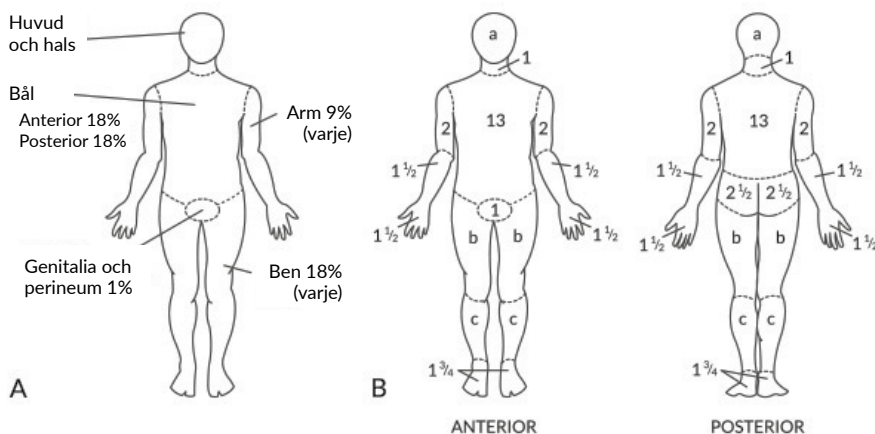 Huvud
och hals
Bål
Anterior 18%
Posterior 18%
Arm 9%
(varje)
Genitalia och
perineum 1%
Ben 18%
(varje)
A
a
1
13
2
2
1 ½
1 ½
1
1 ½
1 ½
b
b
c
c
1 ¾
B
ANTERIOR
1
13
2
2
1 ½
1 ½
2 ½
2 ½
1 ½
1 ½
b
b
c
c
1 ¾
POSTERIOR